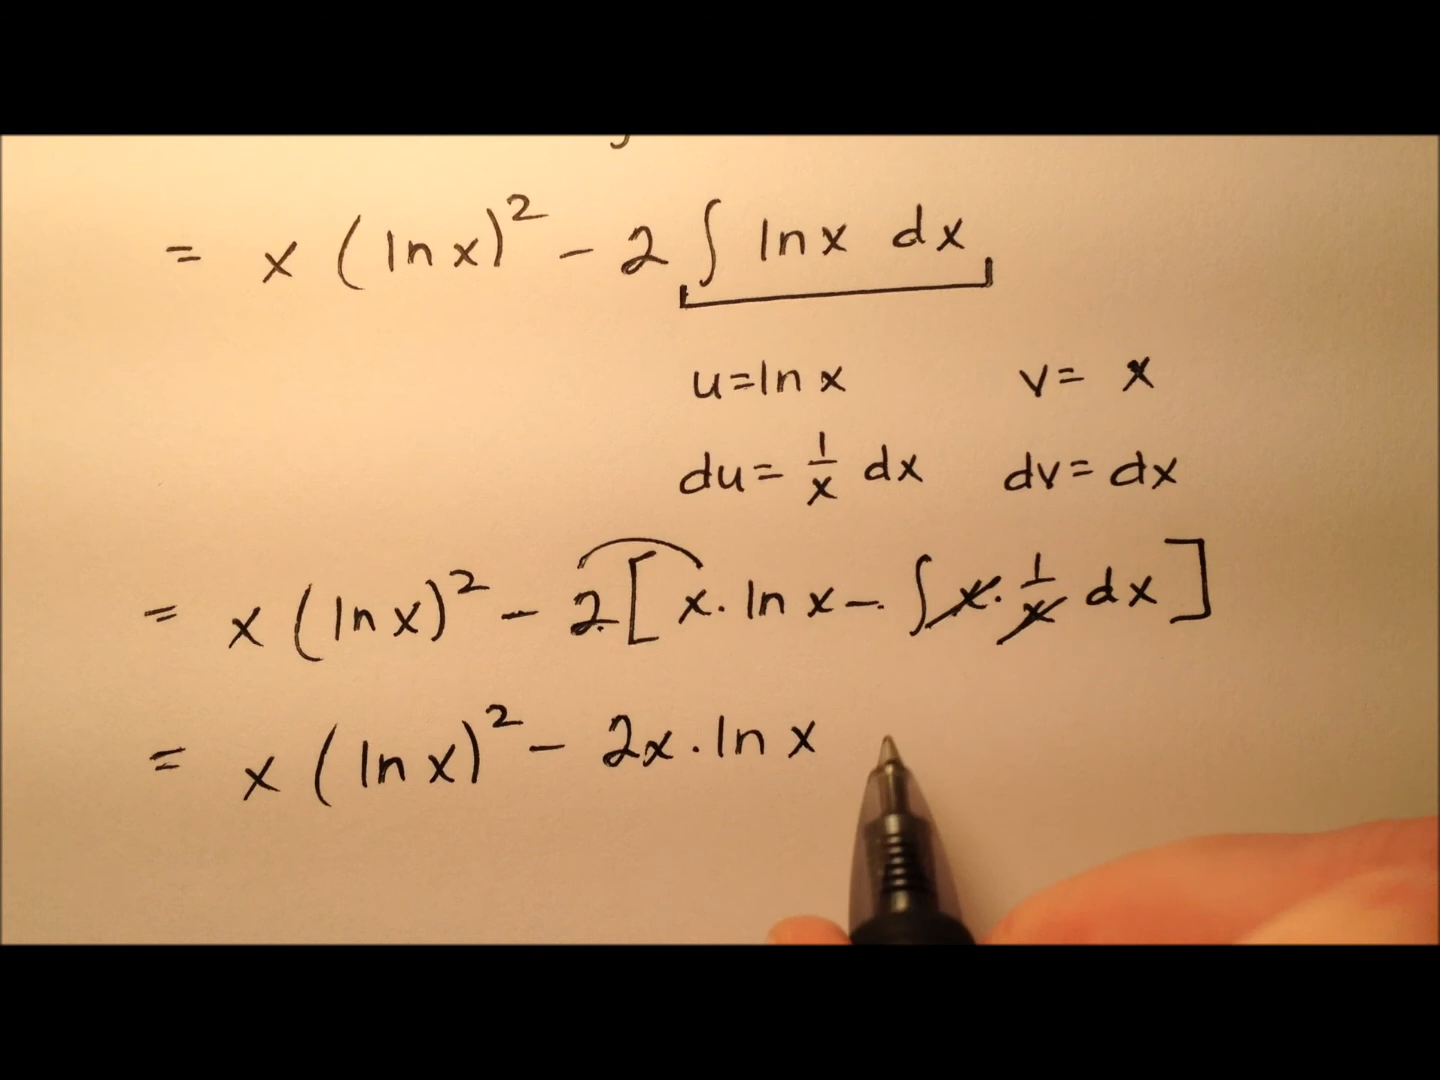 = x (ln x)² - 2 ∫ ln x dx
u = ln x v = x
du = 1/x dx dv = dx
= x (ln x)² - 2 [ x · ln x - ∫ x · 1/x dx ]
= x (ln x)² - 2x · ln x